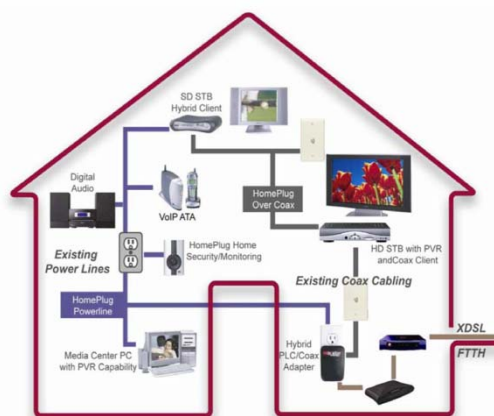 SD STB
Hybrid Client
Digital
Audio
VoIP ATA
HomePlug
Over Coax
HD STB with PVR
andCoax Client
Existing
Power Lines
HomePlug Home
Security/Monitoring
Existing Coax Cabling
HomePlug
Powerline
Media Center PC
with PVR Capability
Hybrid
PLC/Coax
Adapter
XDSL
FTTH